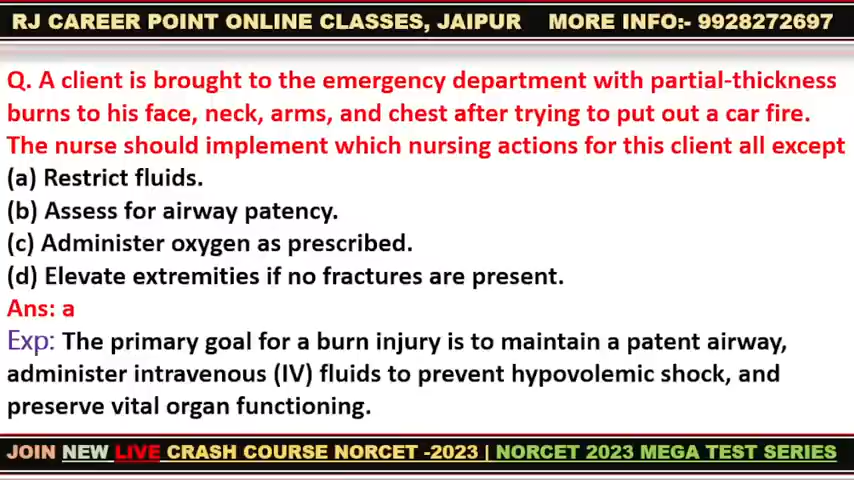 RJ CAREER POINT ONLINE CLASSES, JAIPUR MORE INFO:- 9928272697
Q. A client is brought to the emergency department with partial-thickness
burns to his face, neck, arms, and chest after trying to put out a car fire.
The nurse should implement which nursing actions for this client all except
(a) Restrict fluids.
(b) Assess for airway patency.
(c) Administer oxygen as prescribed.
(d) Elevate extremities if no fractures are present.
Ans: a
Exp: The primary goal for a burn injury is to maintain a patent airway,
administer intravenous (IV) fluids to prevent hypovolemic shock, and
preserve vital organ functioning.
JOIN NEW LIVE CRASH COURSE NORCET -2023 | NORCET 2023 MEGA TEST SERIES